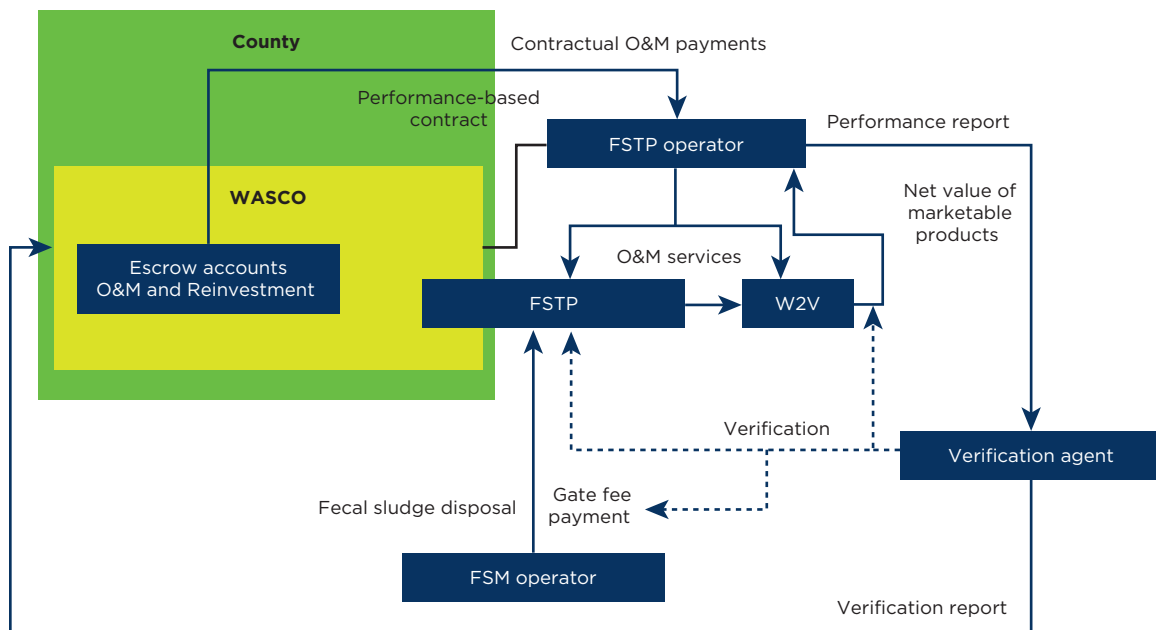 County
Contractual O&M payments
Performance-based
contract
FSTP operator
Performance report
WASCO
Net value of
marketable
products
Escrow accounts
O&M and Reinvestment
O&M services
FSTP
W2V
Verification
Verification agent
Fecal sludge disposal
Gate fee
payment
FSM operator
Verification report